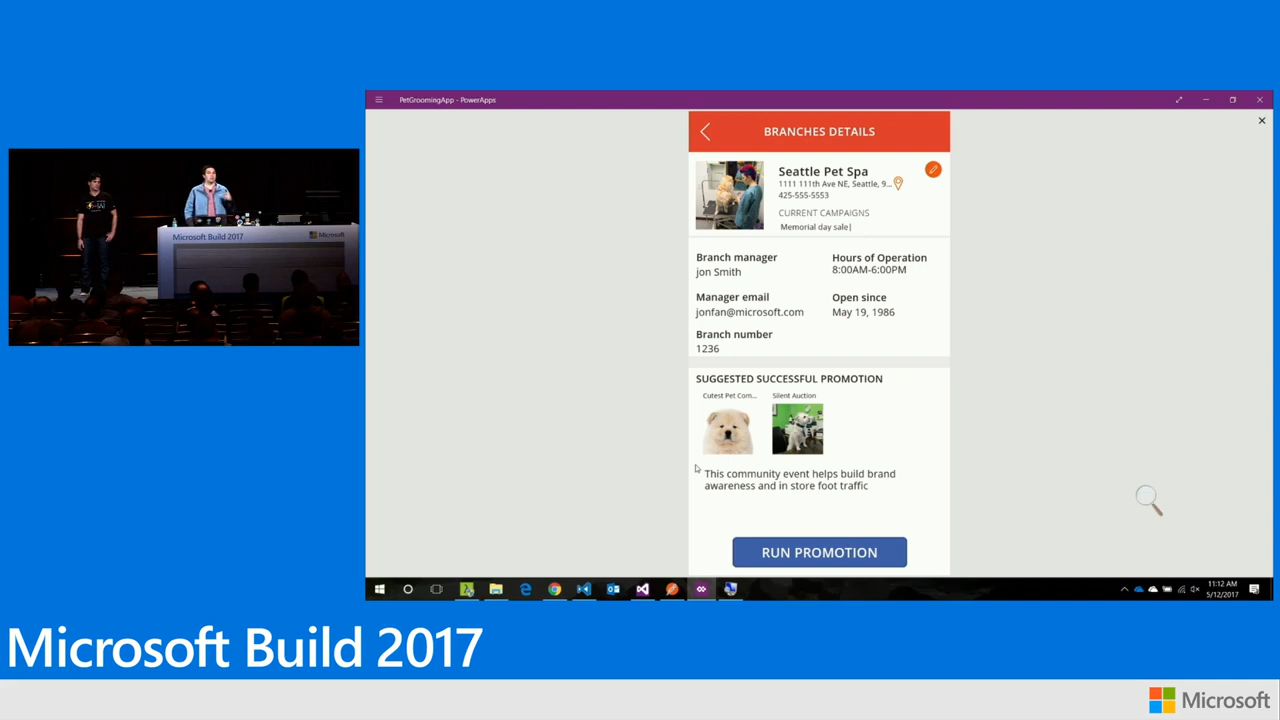 PetGroomingApp - PowerApps
BRANCHES DETAILS
Seattle Pet Spa
1111 111th Ave NE, Seattle, 9...
425-555-5553
CURRENT CAMPAIGNS
Memorial day sale
Branch manager
jon Smith
Hours of Operation
8:00AM-6:00PM
Manager email
jonfan@microsoft.com
Open since
May 19, 1986
Branch number
1236
SUGGESTED SUCCESSFUL PROMOTION
Cutest Pet Com...
Silent Auction
This community event helps build brand
awareness and in store foot traffic
RUN PROMOTION
11:12 AM
5/12/2017
Microsoft Build 2017
Microsoft
Microsoft Build 2017
Microsoft